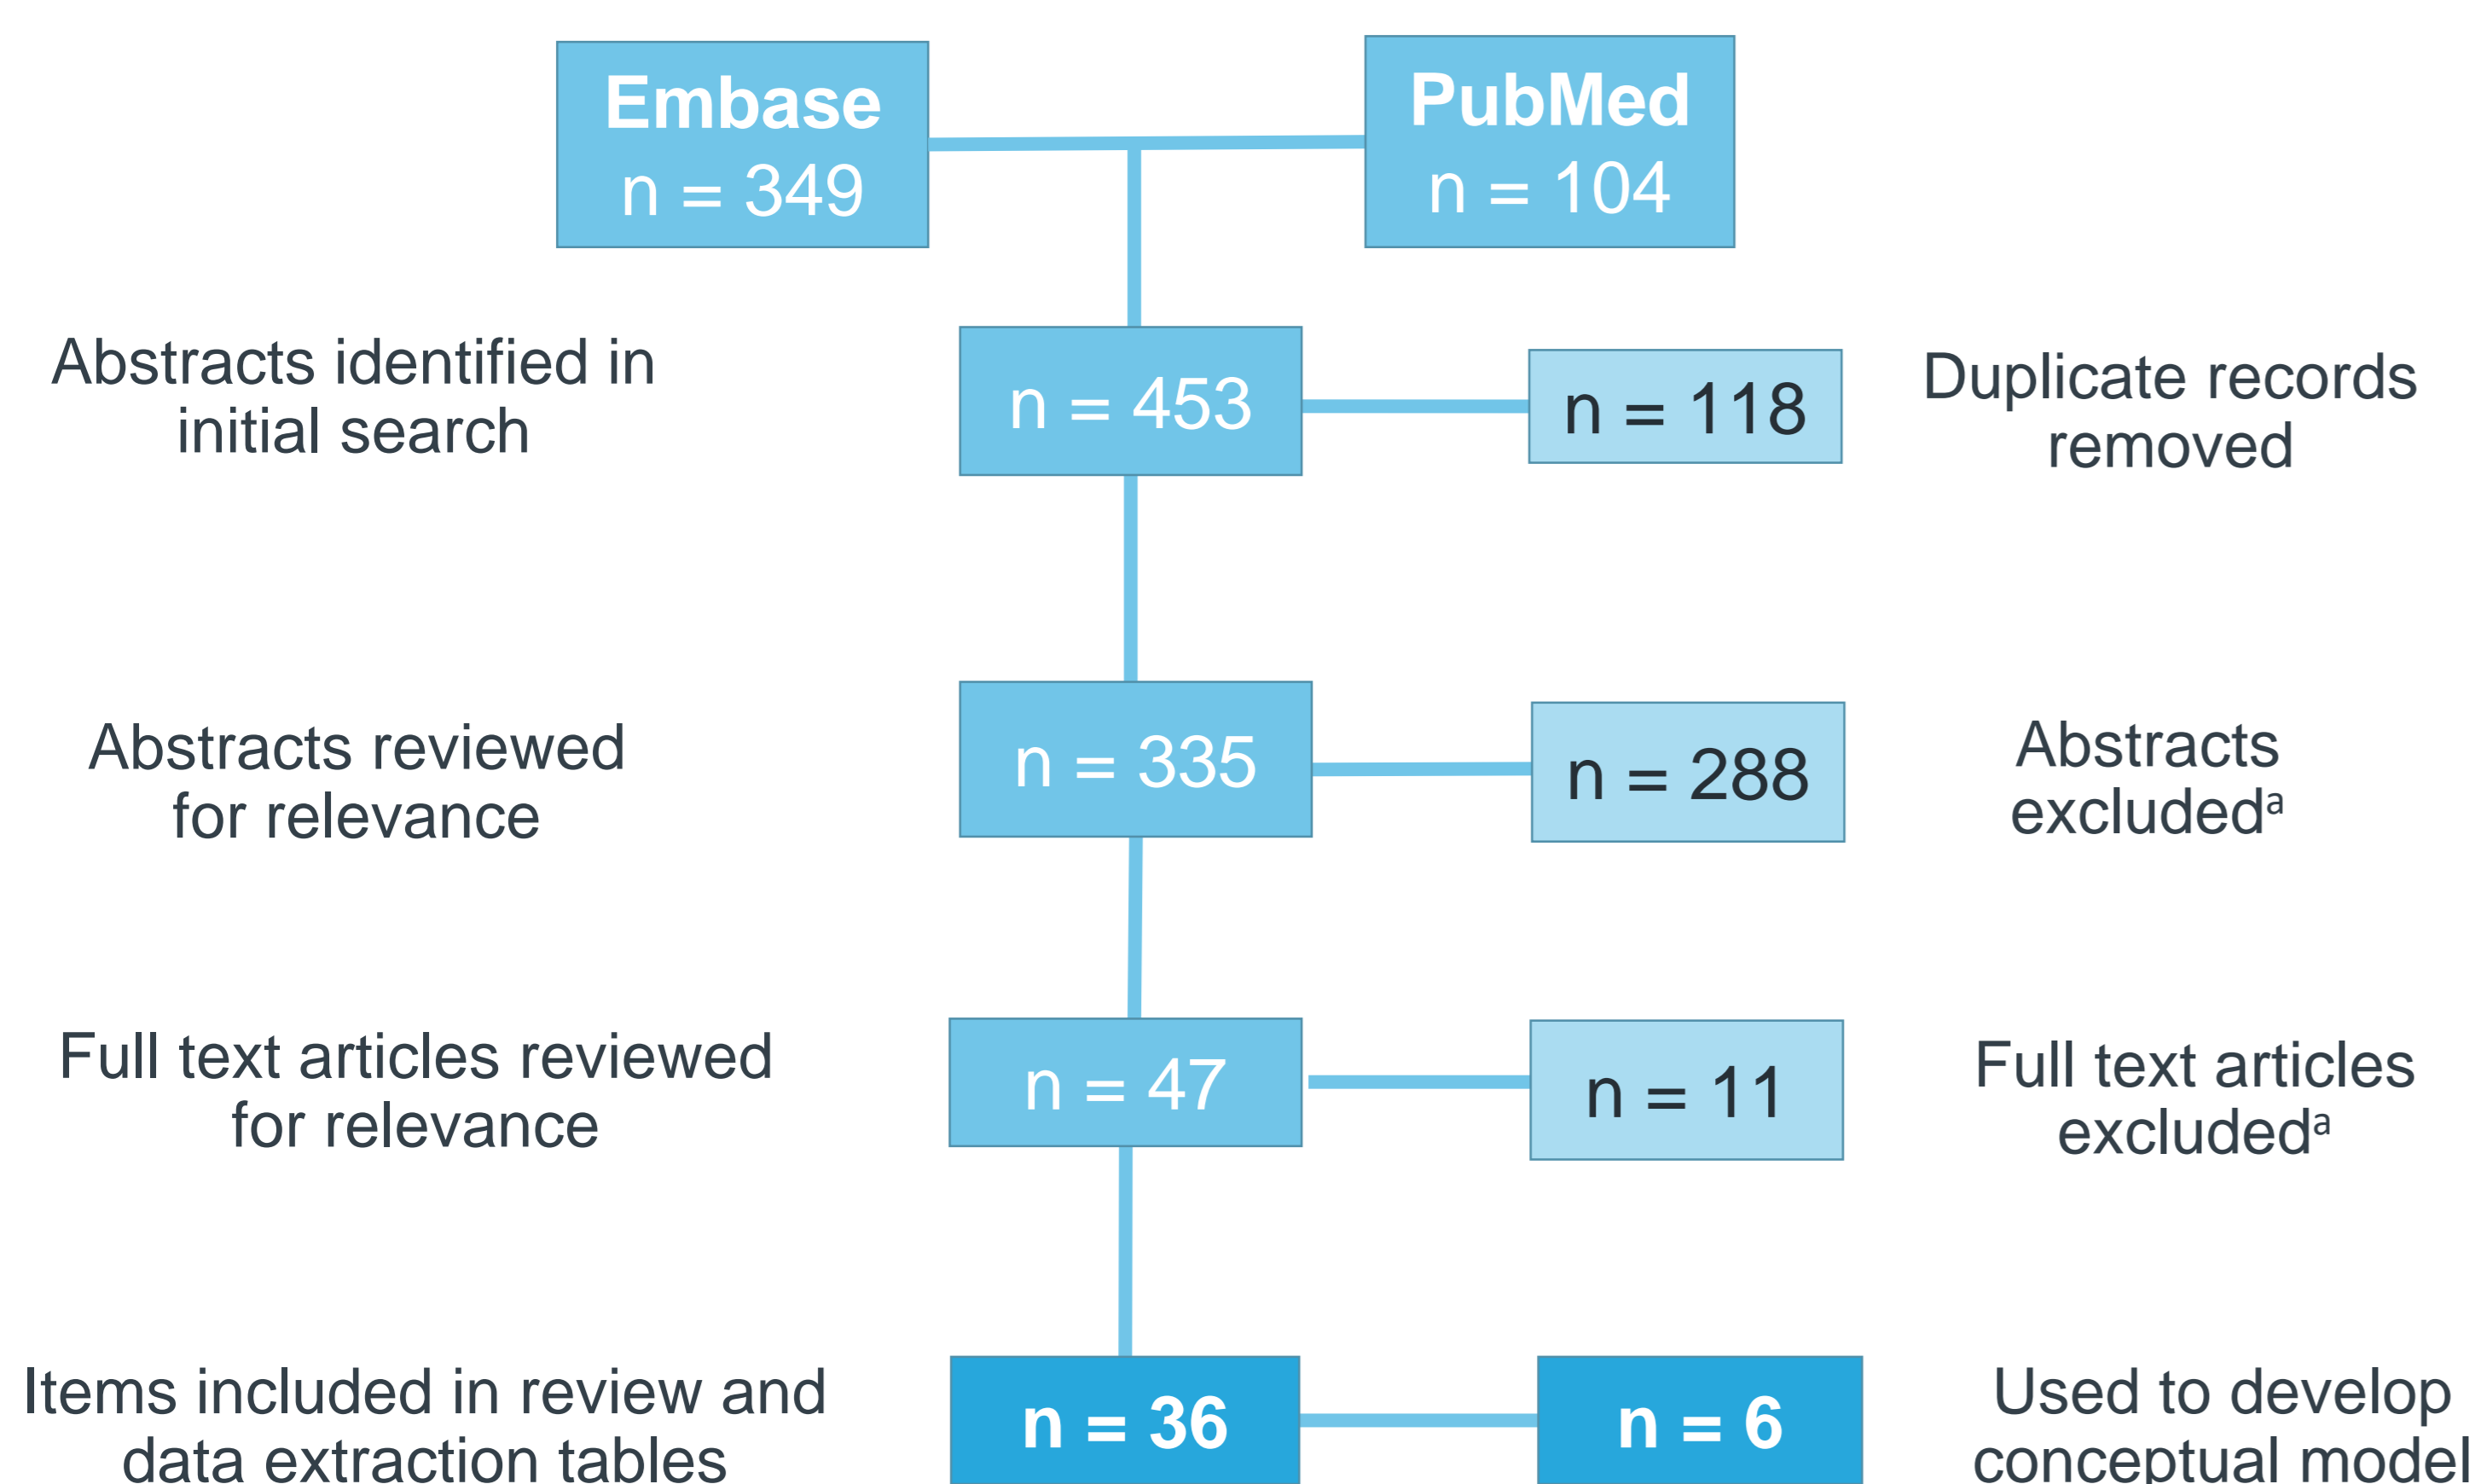 Embase
n = 349
PubMed
n = 104
Abstracts identified in
initial search
n = 453
n = 118
Duplicate records
removed
Abstracts reviewed
for relevance
n = 335
n = 288
Abstracts
excludedᵃ
Full text articles reviewed
for relevance
n = 47
n = 11
Full text articles
excludedᵃ
Items included in review and
data extraction tables
n = 36
n = 6
Used to develop
conceptual model